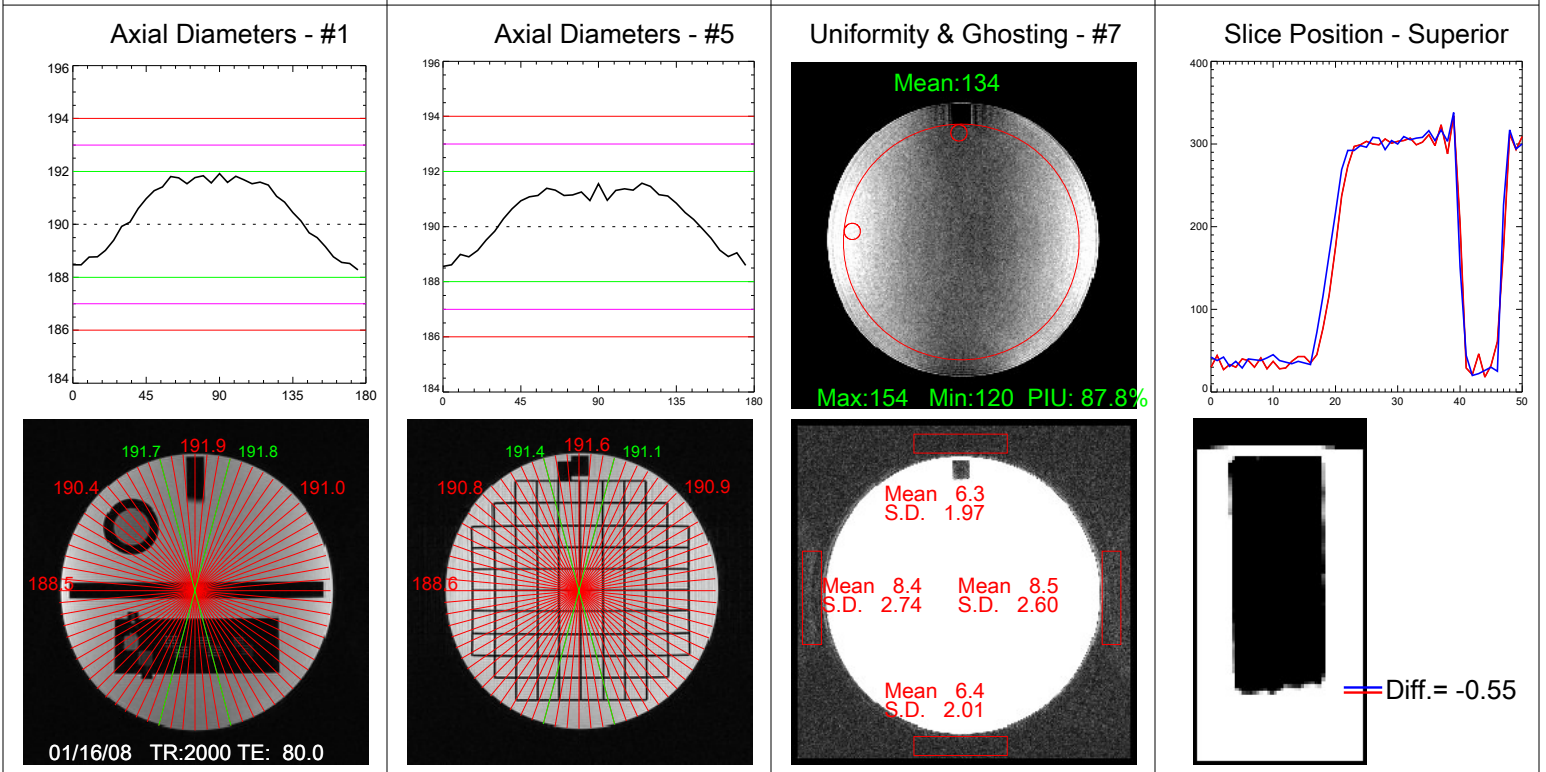 Axial Diameters - #1
196
194
192
190
188
186
184
0 45 90 135 180
191.7 191.9 191.8
190.4 191.0
188.5
01/16/08 TR:2000 TE: 80.0
Axial Diameters - #5
196
194
192
190
188
186
184
0 45 90 135 180
191.4 191.6 191.1
190.8 190.9
188.6
Uniformity & Ghosting - #7
Mean:134
Max:154 Min:120 PIU: 87.8%
Mean 6.3
S.D. 1.97
Mean 8.4 Mean 8.5
S.D. 2.74 S.D. 2.60
Mean 6.4
S.D. 2.01
Slice Position - Superior
400
300
200
100
0
0 10 20 30 40 50
Diff.= -0.55